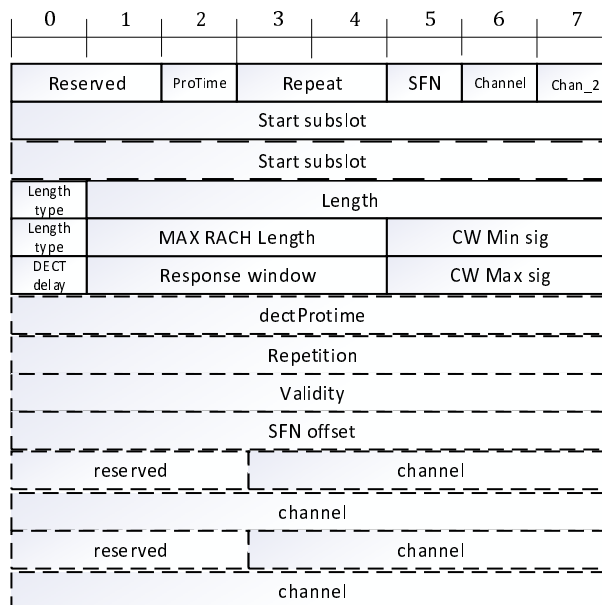 0 1 2 3 4 5 6 7
Reserved ProTime Repeat SFN Channel Chan_2
Start subslot
Start subslot
Length type Length
Length type MAX RACH Length CW Min sig
DECT delay Response window CW Max sig
dectProtime
Repetition
Validity
SFN offset
reserved channel
channel
reserved channel
channel